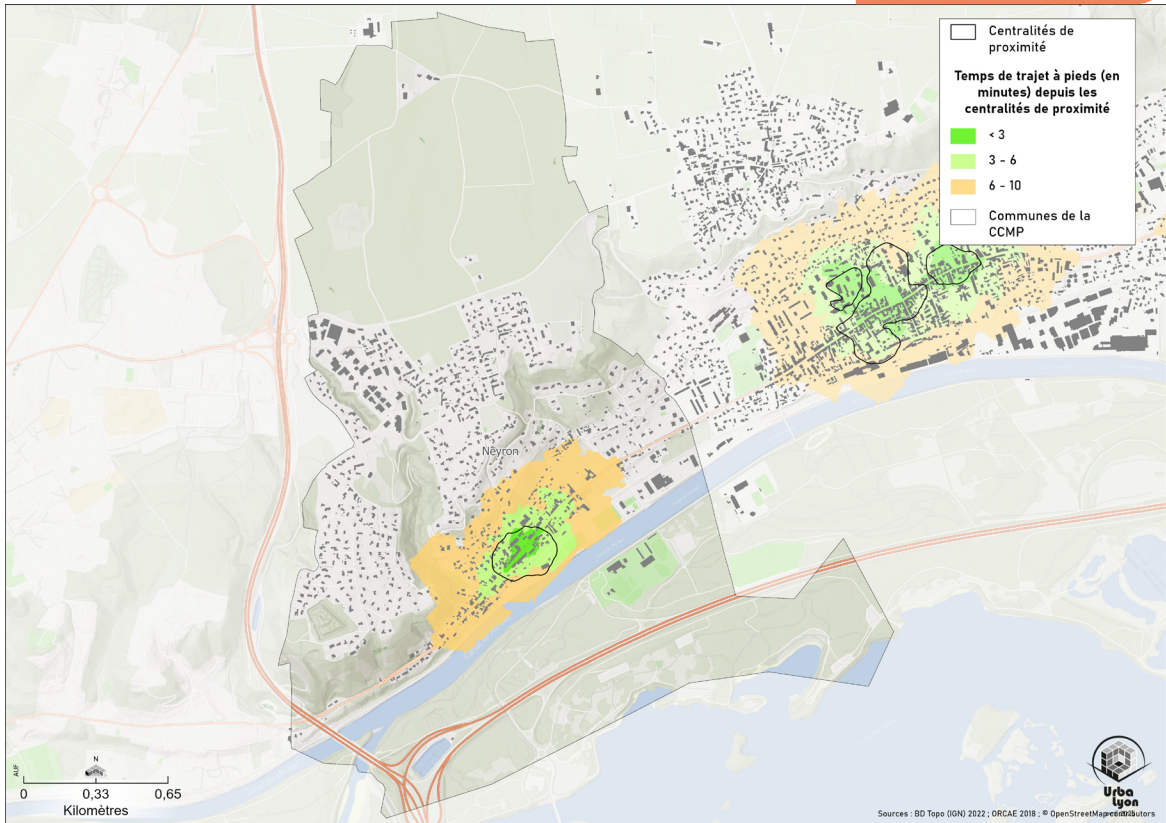 Centralités de
proximité
Temps de trajet à pieds (en
minutes) depuis les
centralités de proximité
< 3
3 - 6
6 - 10
Communes de la
CCMP
Neyron
AUF
N
0
0,33
0,65
Kilomètres
Urba
Lyon
Sources : BD Topo (IGN) 2022 ; ORCAE 2018 ; © OpenStreetMap contributors